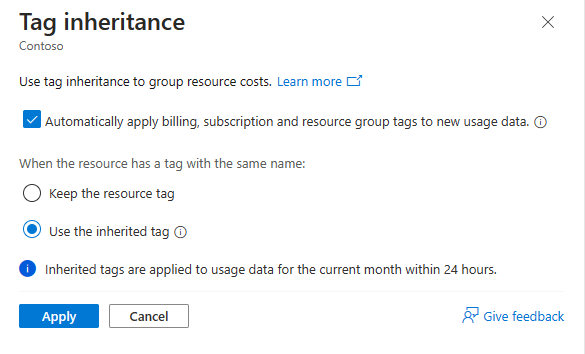 Tag inheritance
Contoso
Use tag inheritance to group resource costs. Learn more
Automatically apply billing, subscription and resource group tags to new usage data.
When the resource has a tag with the same name:
Keep the resource tag
Use the inherited tag
Inherited tags are applied to usage data for the current month within 24 hours.
Apply Cancel Give feedback